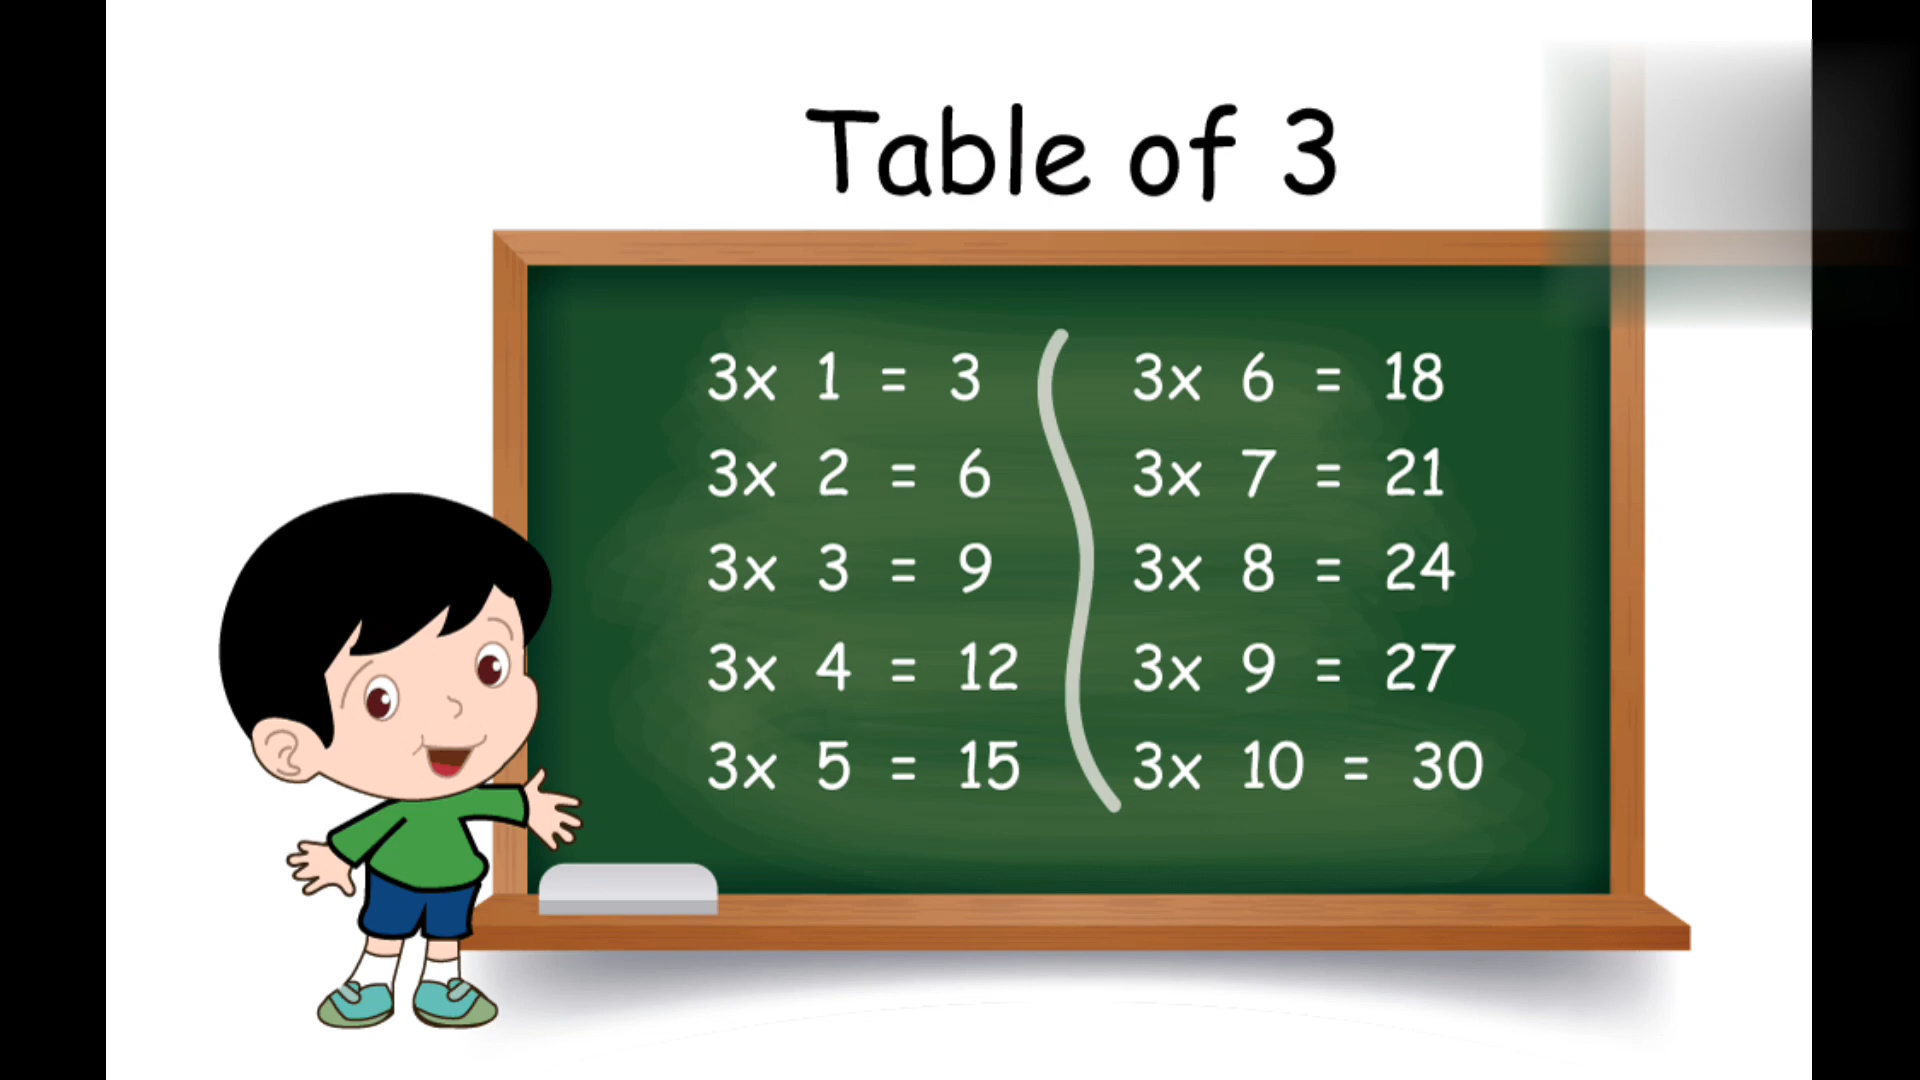 Table of 3
3x 1 = 3
3x 2 = 6
3x 3 = 9
3x 4 = 12
3x 5 = 15
3x 6 = 18
3x 7 = 21
3x 8 = 24
3x 9 = 27
3x 10 = 30